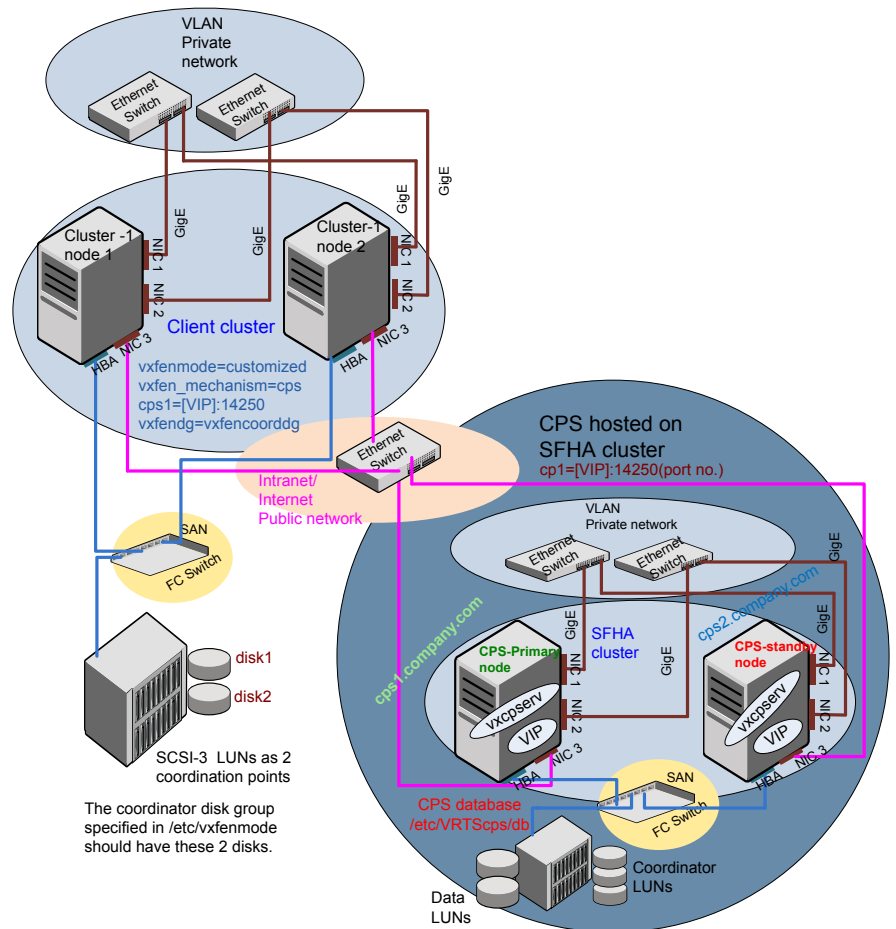 VLAN
Private
network
Ethernet
Switch
Ethernet
Switch
GigE
GigE
GigE
GigE
Cluster -1
node 1
NIC 1
NIC 2
NIC 3
HBA
Cluster-1
node 2
NIC 1
NIC 2
NIC 3
HBA
Client cluster
vxfenmode=customized
vxfen_mechanism=cps
cps1=[VIP]:14250
vxfendg=vxfencoorddg
Ethernet
Switch
Intranet/
Internet
Public network
SAN
FC Switch
disk1
disk2
SCSI-3 LUNs as 2
coordination points
The coordinator disk group
specified in /etc/vxfenmode
should have these 2 disks.
CPS hosted on
SFHA cluster
cp1=[VIP]:14250(port no.)
VLAN
Private network
Ethernet
Switch
Ethernet
Switch
GigE
GigE
GigE
GigE
cps1.company.com
cps2.company.com
SFHA
cluster
CPS-Primary
node
NIC 1
NIC 2
NIC 3
HBA
vxcpserv
VIP
CPS-standby
node
NIC 1
NIC 2
NIC 3
HBA
vxcpserv
VIP
CPS database
/etc/VRTScps/db
SAN
FC Switch
Data
LUNs
Coordinator
LUNs